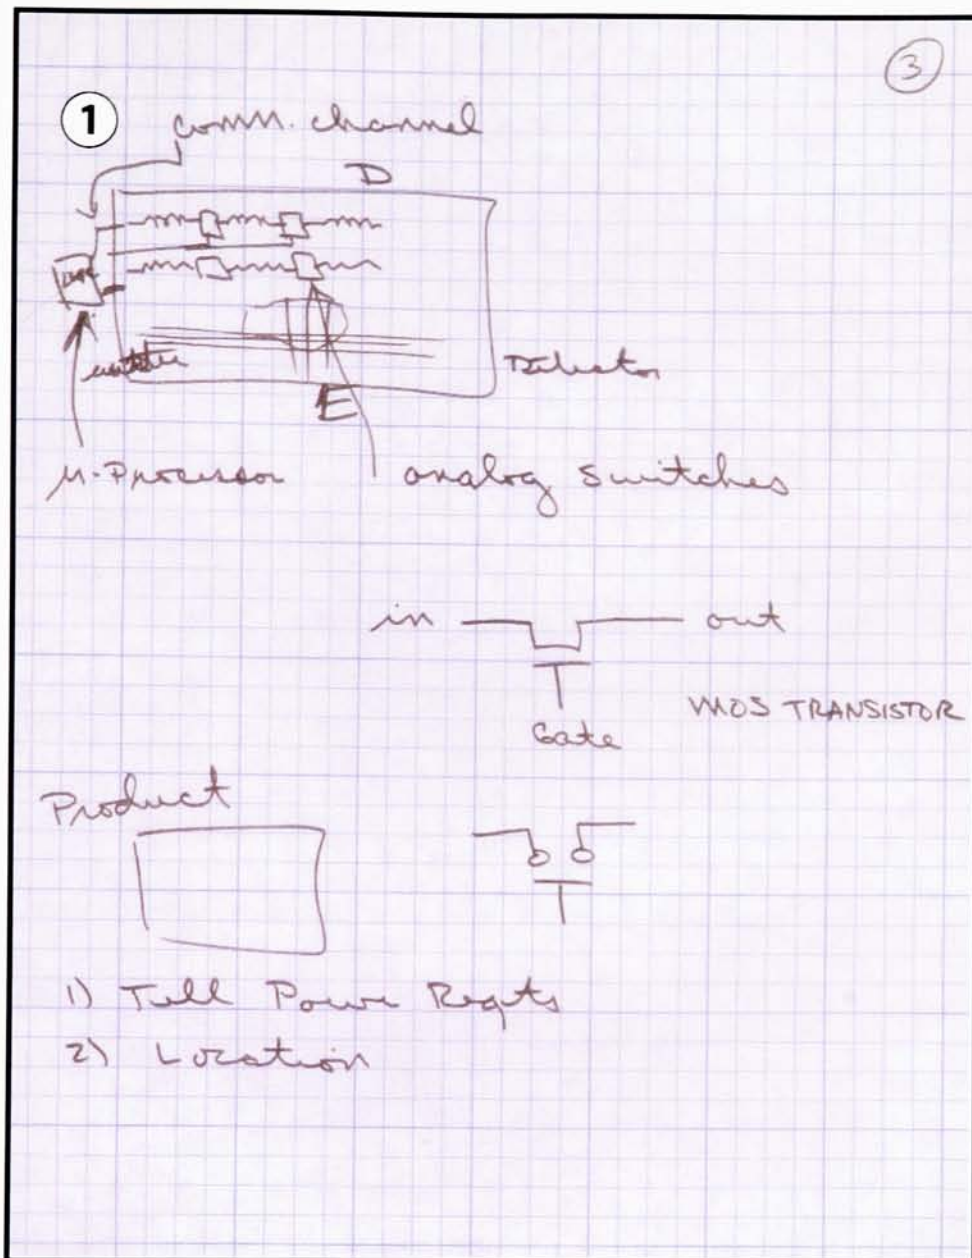 3
1
comm. channel
D
Detector
E
μ-Processor
analog switches
in
out
Gate
MOS TRANSISTOR
Product
1) Tell Power Reqts
2) Location